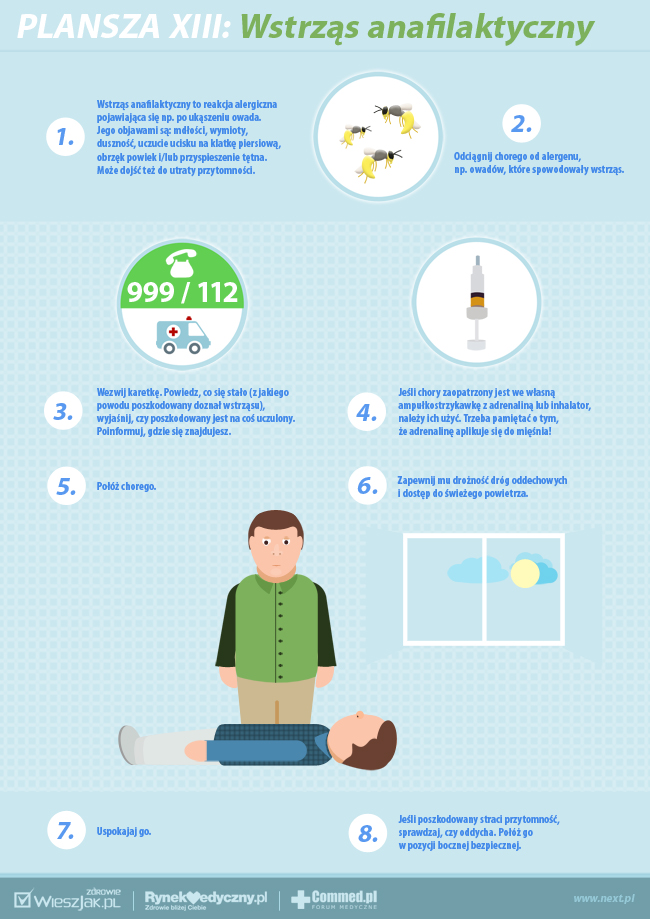 PLANSZA XIII: Wstrząs anafilaktyczny
1.
Wstrząs anafilaktyczny to reakcja alergiczna
pojawiająca się np. po ukąszeniu owada.
Jego objawami są: mdłości, wymioty,
duszność, uczucie ucisku na klatkę piersiową,
obrzęk powiek i/lub przyspieszenie tętna.
Może dojść też do utraty przytomności.
2.
Odciągnij chorego od alergenu,
np. owadów, które spowodowały wstrząs.
999 / 112
3.
Wezwij karetkę. Powiedz, co się stało (z jakiego
powodu poszkodowany doznał wstrząsu),
wyjaśnij, czy poszkodowany jest na coś uczulony.
Poinformuj, gdzie się znajdujesz.
4.
Jeśli chory zaopatrzony jest we własną
ampułkostrzykawkę z adrenaliną lub inhalator,
należy ich użyć. Trzeba pamiętać o tym,
że adrenalinę aplikuje się do mięśnia!
5.
Połóż chorego.
6.
Zapewnij mu drożność dróg oddechowych
i dostęp do świeżego powietrza.
7.
Uspokajaj go.
8.
Jeśli poszkodowany straci przytomność,
sprawdzaj, czy oddycha. Połóż go
w pozycji bocznej bezpiecznej.
ZDROWIE
WIESZJAK.PL
RynekMedyczny.pl
Zdrowie bliżej Ciebie
Commed.pl
FORUM MEDYCZNE
www.next.pl